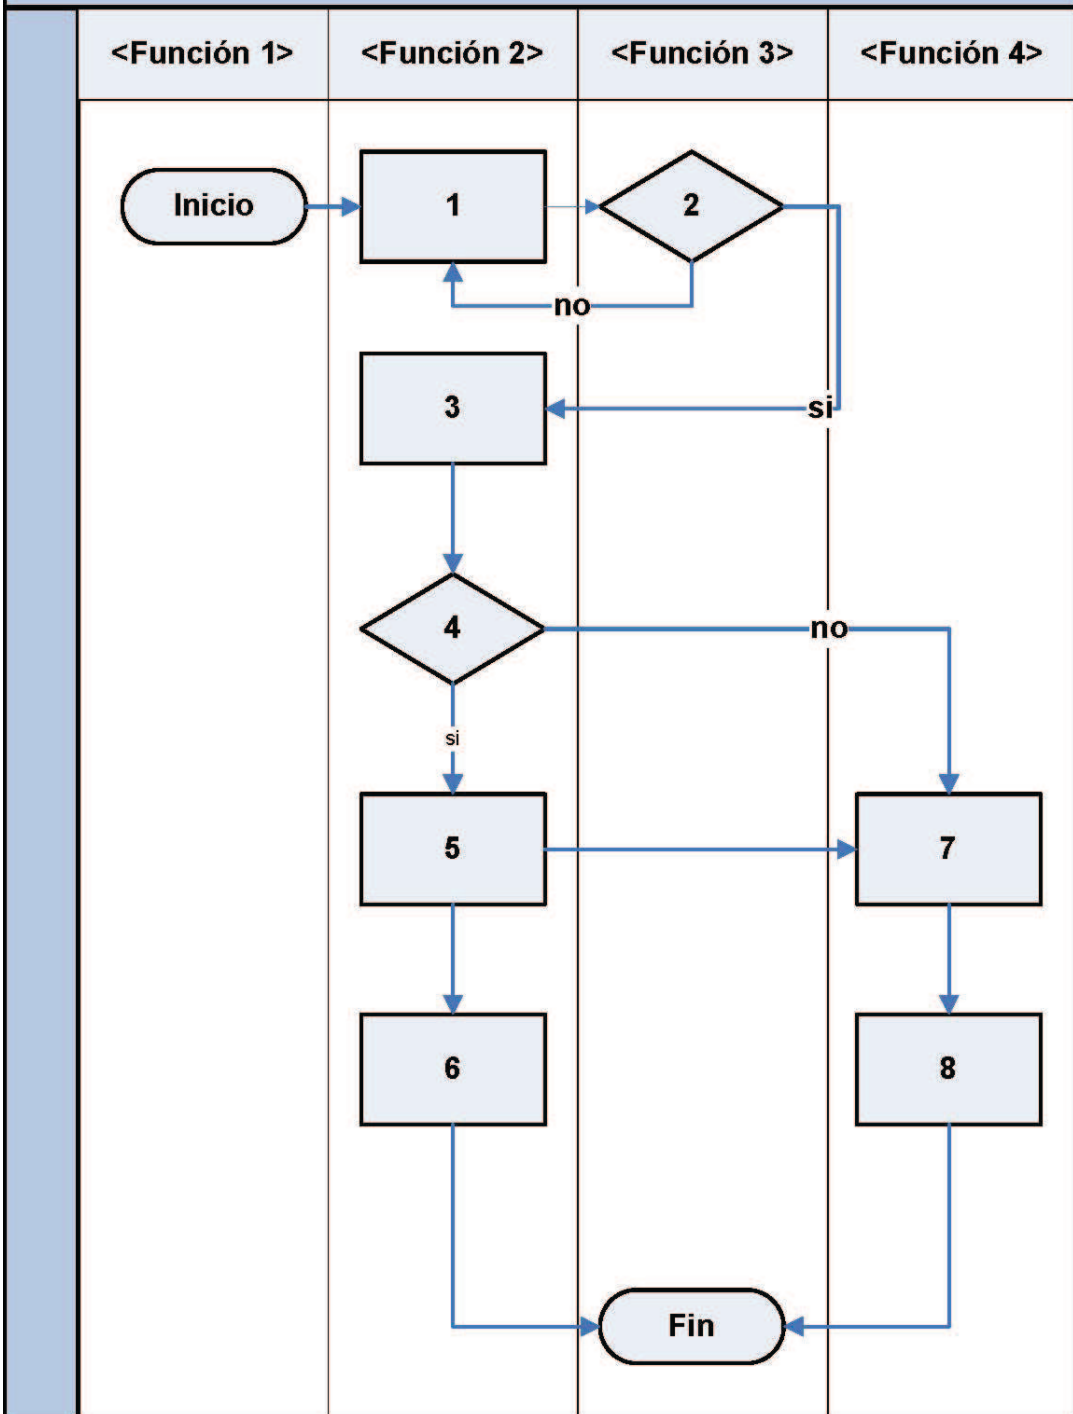 <Función 1> <Función 2> <Función 3> <Función 4>
Inicio 1 2
no
3 si
4 no
si
5 7
6 8
Fin